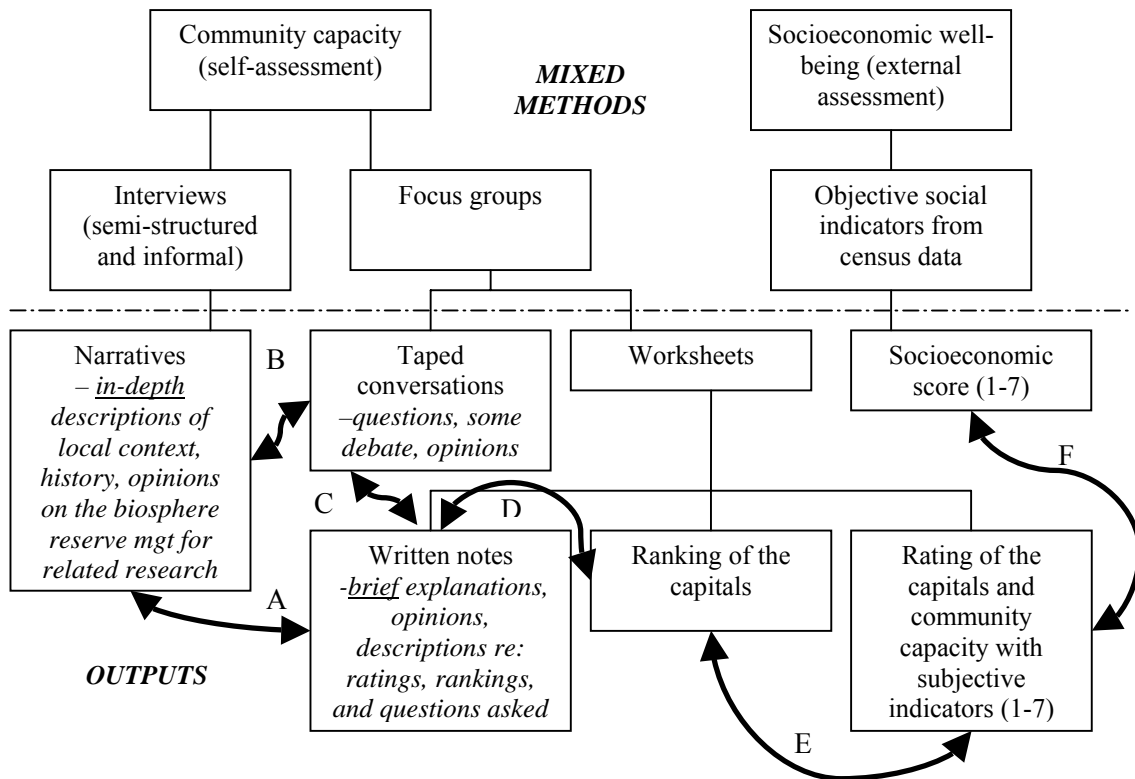 Community capacity
(self-assessment)
MIXED
METHODS
Socioeconomic well-
being (external
assessment)
Interviews
(semi-structured
and informal)
Focus groups
Objective social
indicators from
census data
Narratives
– in-depth
descriptions of
local context,
history, opinions
on the biosphere
reserve mgt for
related research
B
Taped
conversations
–questions, some
debate, opinions
Worksheets
Socioeconomic
score (1-7)
F
C
D
Written notes
-brief explanations,
opinions,
descriptions re:
ratings, rankings,
and questions asked
Ranking of the
capitals
Rating of the
capitals and
community
capacity with
subjective
indicators (1-7)
A
OUTPUTS
E